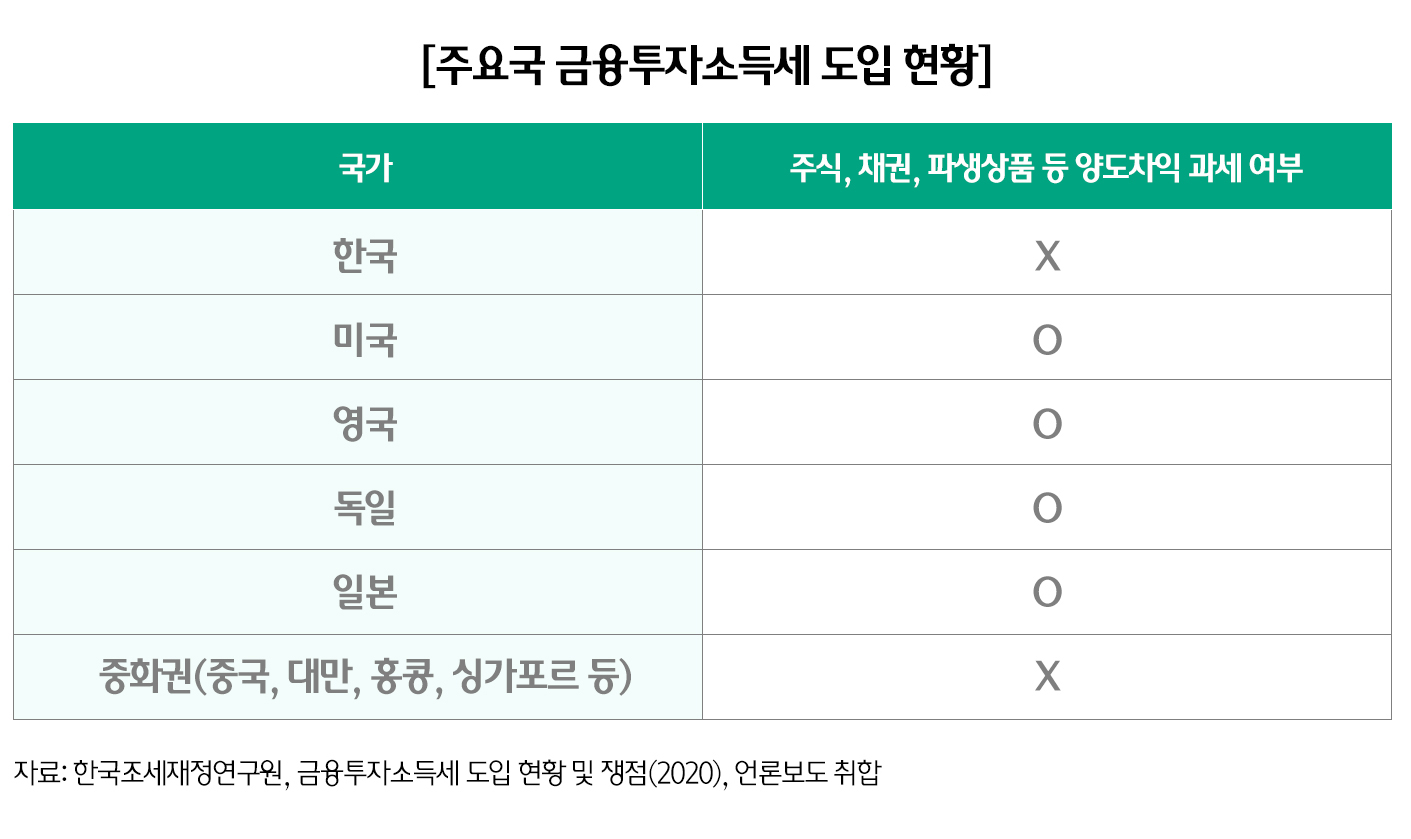 [주요국 금융투자소득세 도입 현황]
국가 주식, 채권, 파생상품 등 양도차익 과세 여부
한국 X
미국 O
영국 O
독일 O
일본 O
중화권(중국, 대만, 홍콩, 싱가포르 등) X
자료: 한국조세재정연구원, 금융투자소득세 도입 현황 및 쟁점(2020), 언론보도 취합